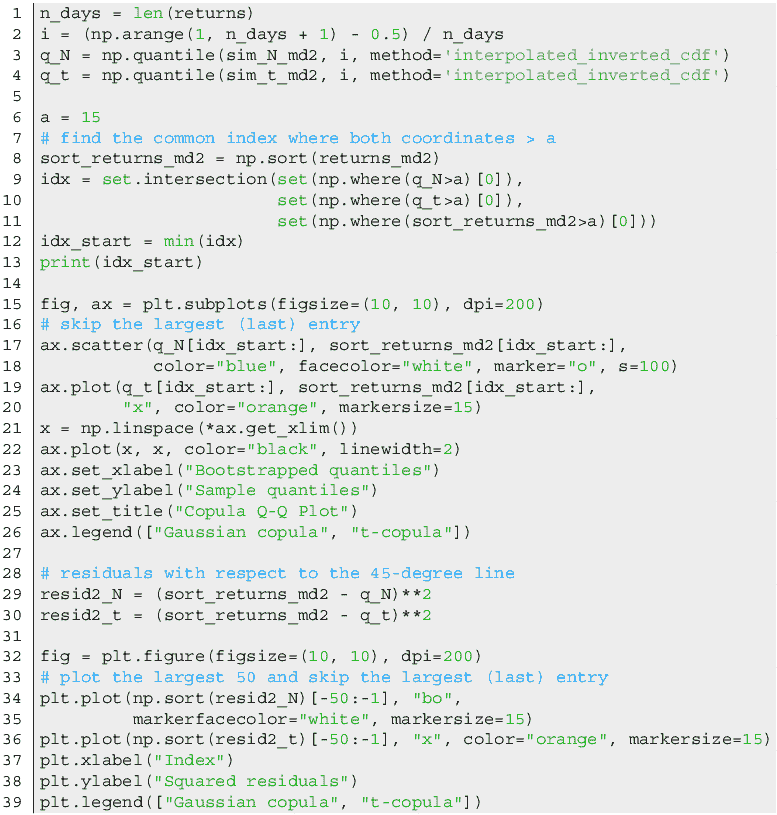 1 n_days = len(returns)
2 i = (np.arange(1, n_days + 1) - 0.5) / n_days
3 q_N = np.quantile(sim_N_md2, i, method='interpolated_inverted_cdf')
4 q_t = np.quantile(sim_t_md2, i, method='interpolated_inverted_cdf')
5
6 a = 15
7 # find the common index where both coordinates > a
8 sort_returns_md2 = np.sort(returns_md2)
9 idx = set.intersection(set(np.where(q_N>a)[0]),
10                        set(np.where(q_t>a)[0]),
11                        set(np.where(sort_returns_md2>a)[0]))
12 idx_start = min(idx)
13 print(idx_start)
14
15 fig, ax = plt.subplots(figsize=(10, 10), dpi=200)
16 # skip the largest (last) entry
17 ax.scatter(q_N[idx_start:], sort_returns_md2[idx_start:],
18            color="blue", facecolor="white", marker="o", s=100)
19 ax.plot(q_t[idx_start:], sort_returns_md2[idx_start:],
20         "x", color="orange", markersize=15)
21 x = np.linspace(*ax.get_xlim())
22 ax.plot(x, x, color="black", linewidth=2)
23 ax.set_xlabel("Bootstrapped quantiles")
24 ax.set_ylabel("Sample quantiles")
25 ax.set_title("Copula Q-Q Plot")
26 ax.legend(["Gaussian copula", "t-copula"])
27
28 # residuals with respect to the 45-degree line
29 resid2_N = (sort_returns_md2 - q_N)**2
30 resid2_t = (sort_returns_md2 - q_t)**2
31
32 fig = plt.figure(figsize=(10, 10), dpi=200)
33 # plot the largest 50 and skip the largest (last) entry
34 plt.plot(np.sort(resid2_N)[-50:-1], "bo",
35          markerfacecolor="white", markersize=15)
36 plt.plot(np.sort(resid2_t)[-50:-1], "x", color="orange", markersize=15)
37 plt.xlabel("Index")
38 plt.ylabel("Squared residuals")
39 plt.legend(["Gaussian copula", "t-copula"])